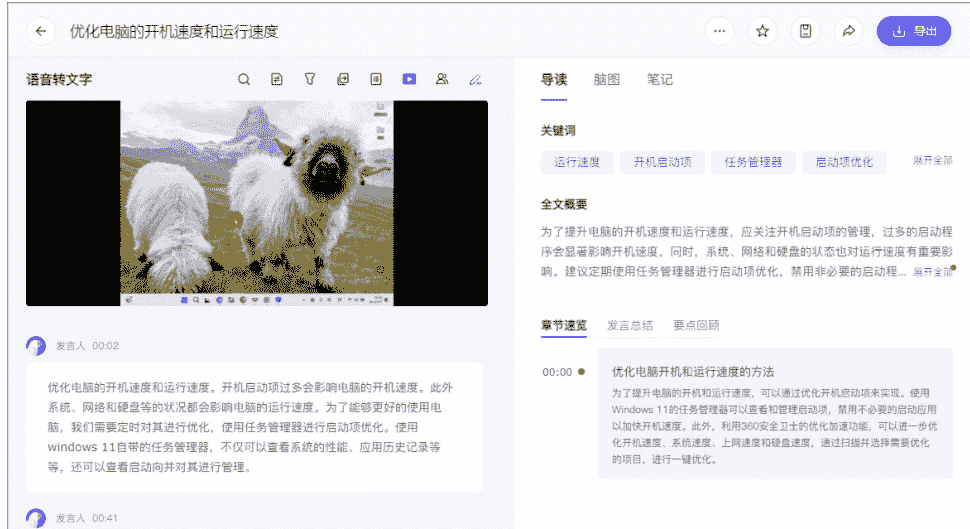 优化电脑的开机速度和运行速度
导出
语音转文字
发言人 00:02
优化电脑的开机速度和运行速度。开机启动项过多会影响电脑的开机速度。此外
系统、网络和硬盘等的状况都会影响电脑的运行速度。为了能够更好的使用电
脑，我们需要定时对其进行优化，使用任务管理器进行启动项优化。使用
windows 11自带的任务管理器，不仅可以查看系统的性能、应用历史记录等
等，还可以查看启动向并对其进行管理。
发言人 00:41
导读 脑图 笔记
关键词
运行速度 开机启动项 任务管理器 启动项优化 展开全部
全文概要
为了提升电脑的开机速度和运行速度，应关注开机启动项的管理，过多的启动程
序会显著影响开机速度，同时，系统、网络和硬盘的状态也对运行速度有重要影
响。建议定期使用任务管理器进行启动项优化，禁用非必要的启动程... 展开全部
章节速览 发言总结 要点回顾
00:00 优化电脑开机和运行速度的方法
为了提升电脑的开机和运行速度，可以通过优化开机启动项来实现。使用
Windows 11的任务管理器可以查看和管理启动项，禁用不必要的启动应用
以加快开机速度。此外，利用360安全卫士的优化加速功能，可以进一步优
化开机速度、系统速度、上网速度和硬盘速度，通过扫描并选择需要优化
的项目，进行一键优化。